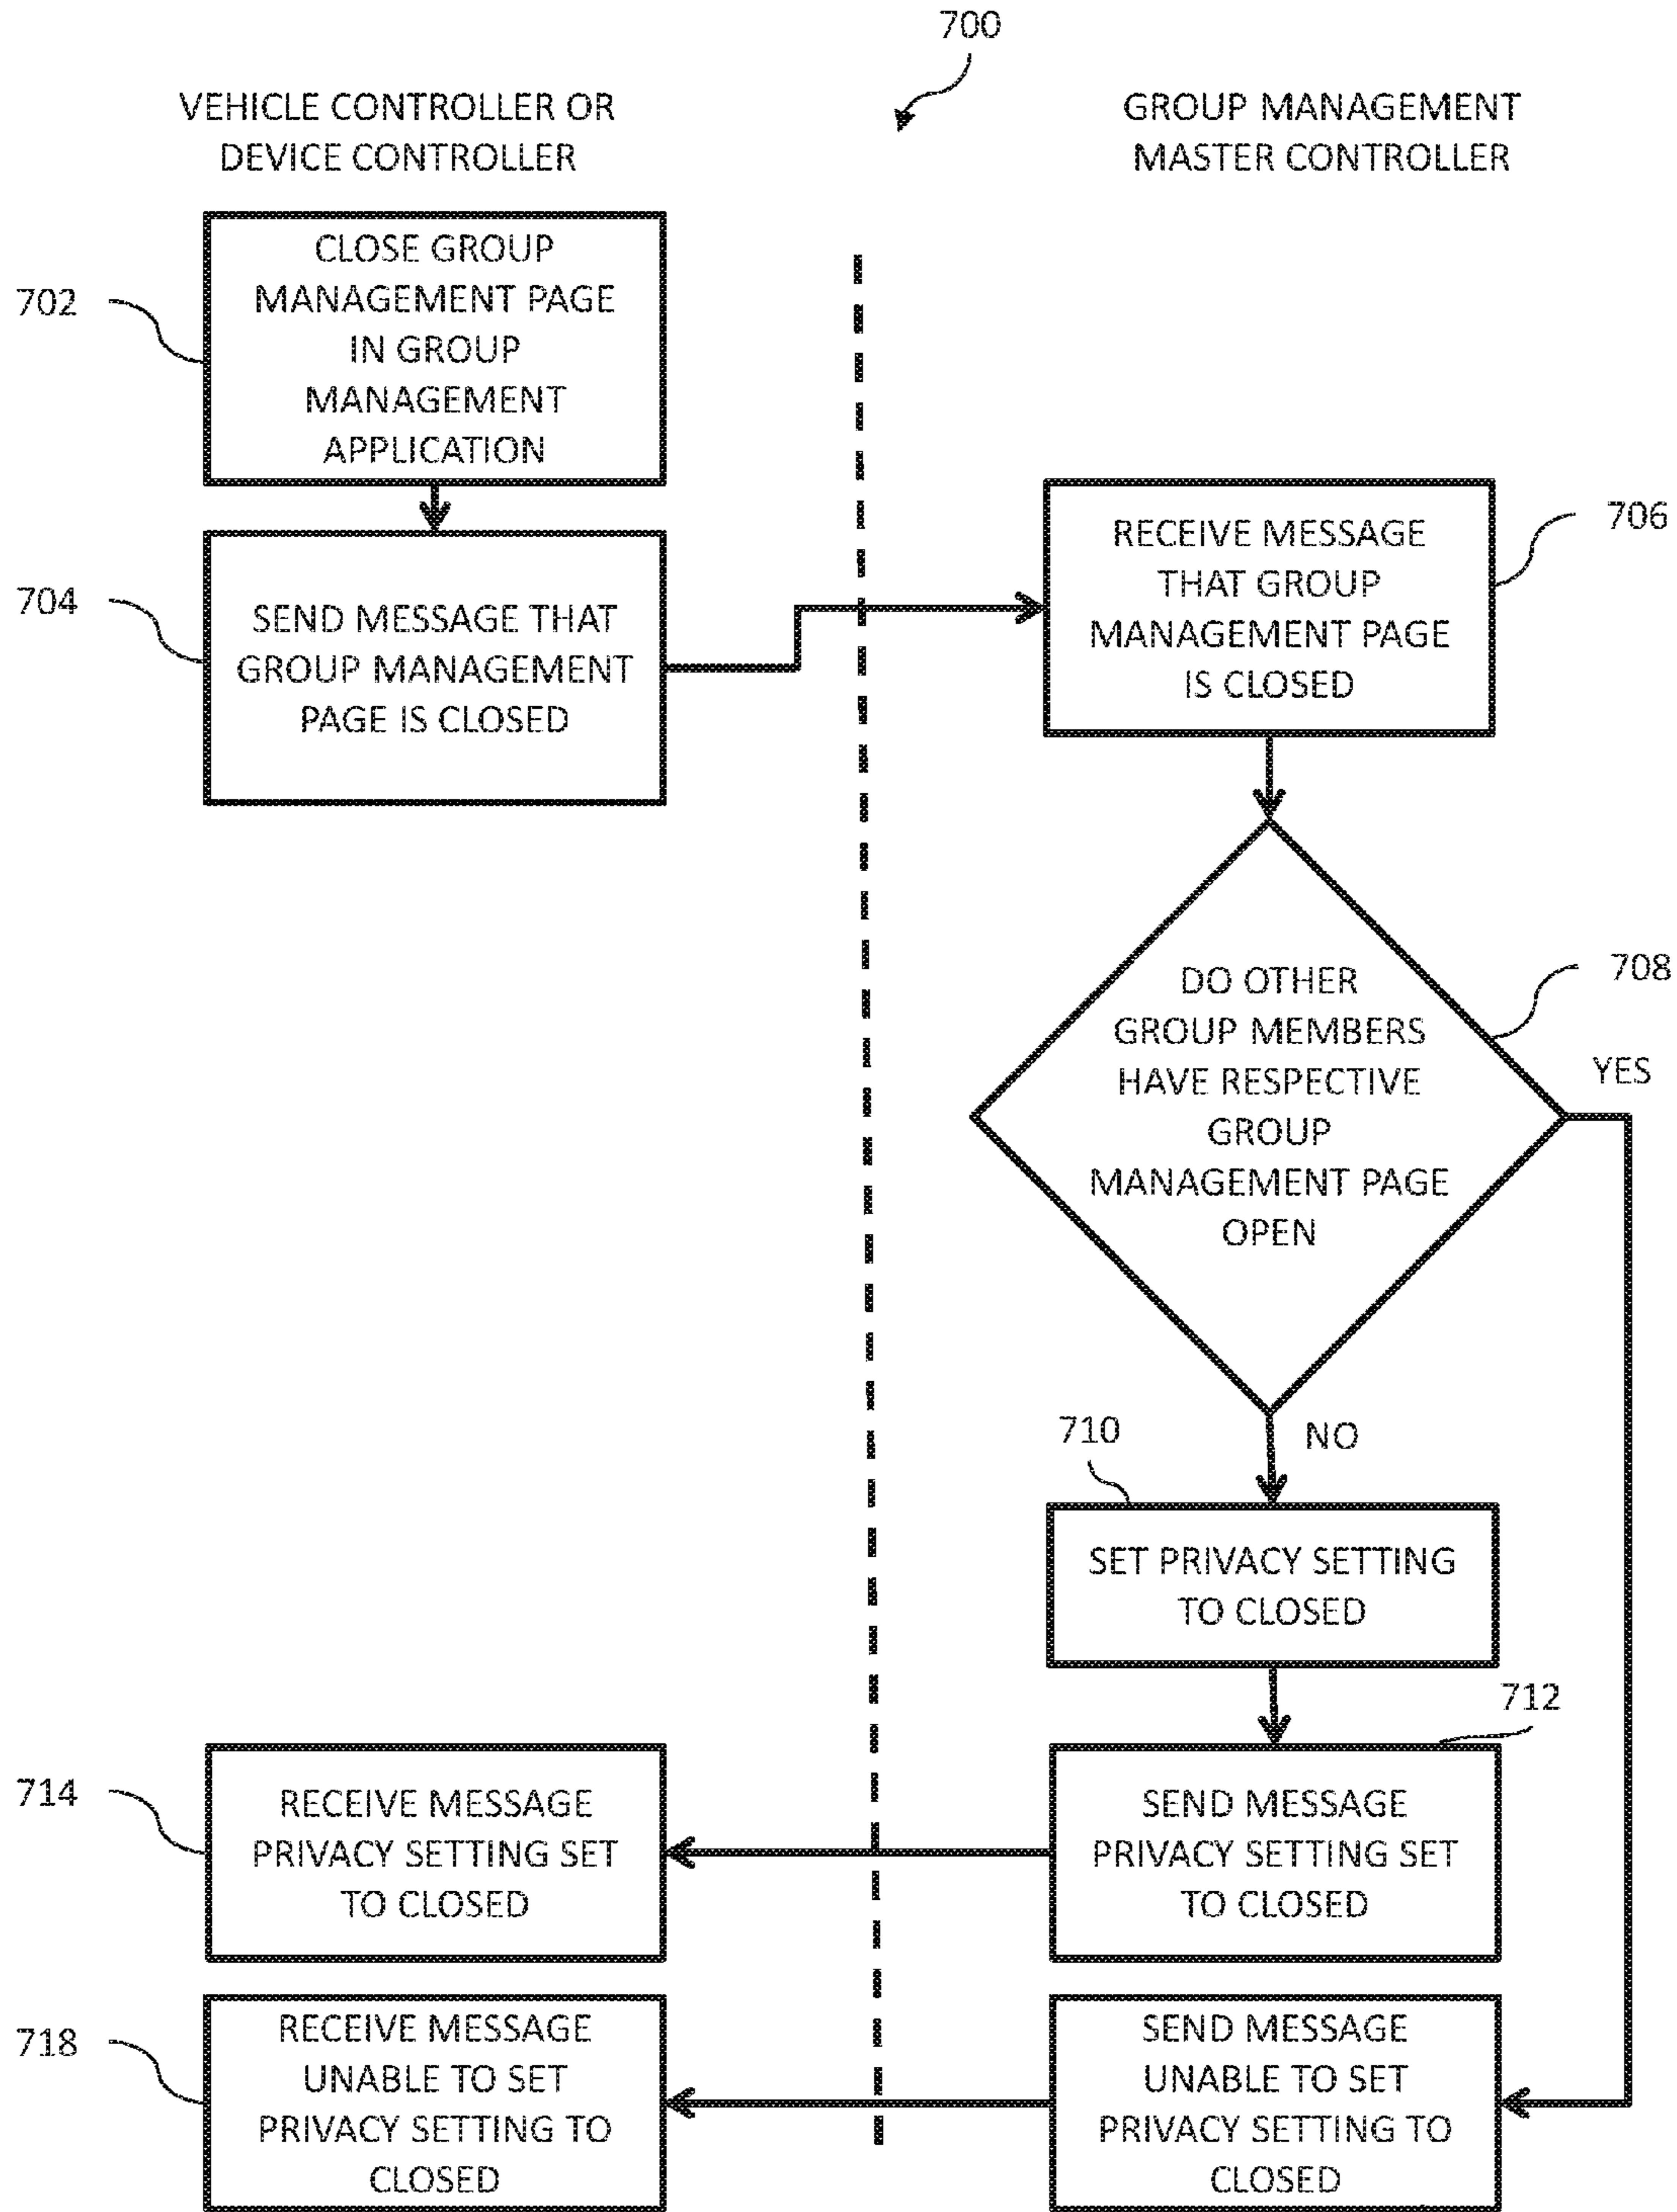 700
VEHICLE CONTROLLER OR
DEVICE CONTROLLER
GROUP MANAGEMENT
MASTER CONTROLLER
702
CLOSE GROUP
MANAGEMENT PAGE
IN GROUP
MANAGEMENT
APPLICATION
704
SEND MESSAGE THAT
GROUP MANAGEMENT
PAGE IS CLOSED
706
RECEIVE MESSAGE
THAT GROUP
MANAGEMENT PAGE
IS CLOSED
708
DO OTHER
GROUP MEMBERS
HAVE RESPECTIVE
GROUP
MANAGEMENT PAGE
OPEN
YES
NO
710
SET PRIVACY SETTING
TO CLOSED
712
SEND MESSAGE
PRIVACY SETTING SET
TO CLOSED
714
RECEIVE MESSAGE
PRIVACY SETTING SET
TO CLOSED
SEND MESSAGE
UNABLE TO SET
PRIVACY SETTING TO
CLOSED
718
RECEIVE MESSAGE
UNABLE TO SET
PRIVACY SETTING TO
CLOSED